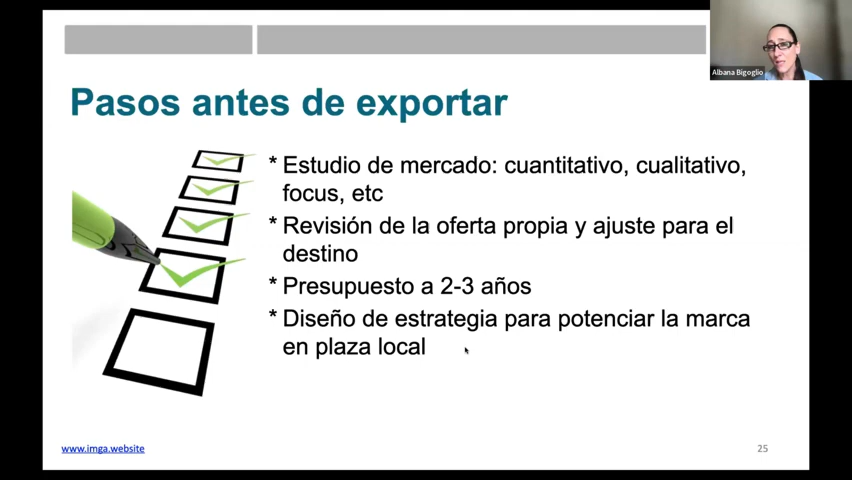 Albana Bigoglio
Pasos antes de exportar
* Estudio de mercado: cuantitativo, cualitativo,
focus, etc
* Revisión de la oferta propia y ajuste para el
destino
* Presupuesto a 2-3 años
* Diseño de estrategia para potenciar la marca
en plaza local
www.imga.website
25